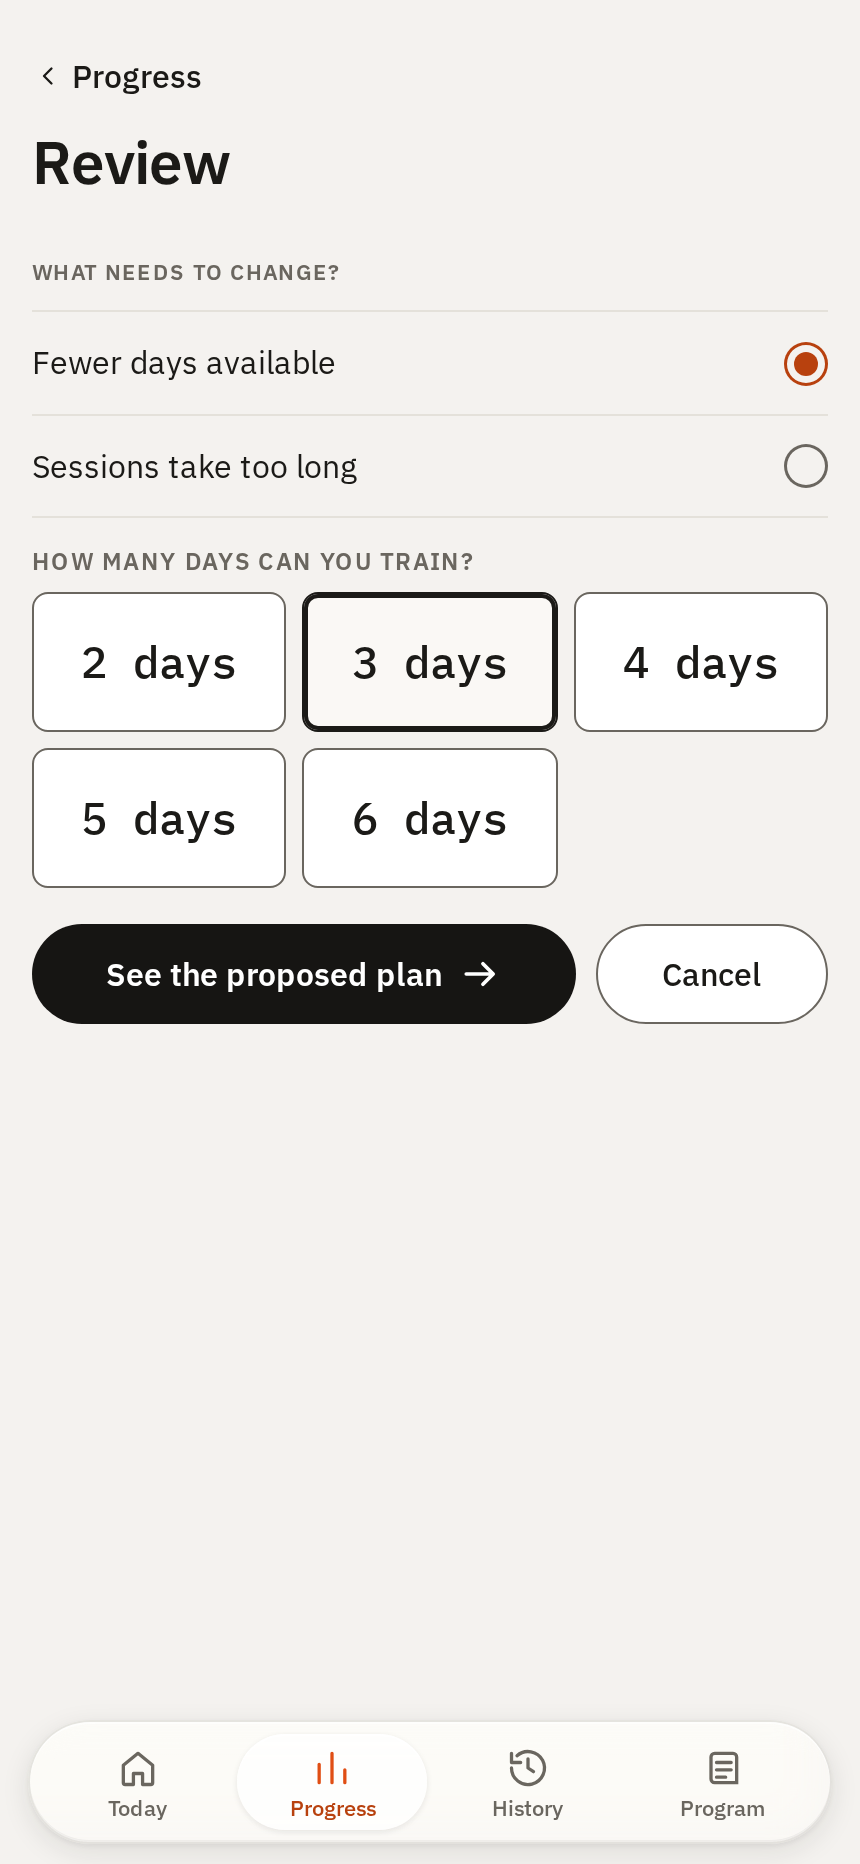 Progress
Review
WHAT NEEDS TO CHANGE?
Fewer days available
Sessions take too long
HOW MANY DAYS CAN YOU TRAIN?
2 days
3 days
4 days
5 days
6 days
See the proposed plan
Cancel
Today
Progress
History
Program